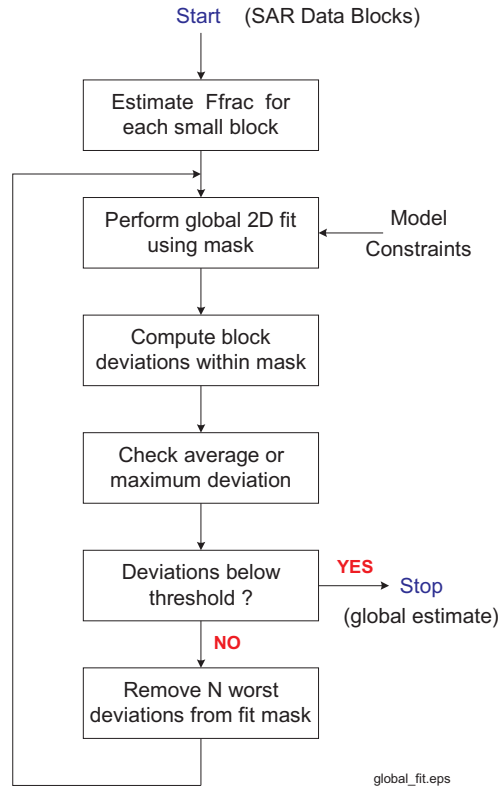 Start (SAR Data Blocks)
Estimate Ffrac for
each small block
Perform global 2D fit
using mask
Model
Constraints
Compute block
deviations within mask
Check average or
maximum deviation
Deviations below
threshold ?
YES
Stop
(global estimate)
NO
Remove N worst
deviations from fit mask
global_fit.eps